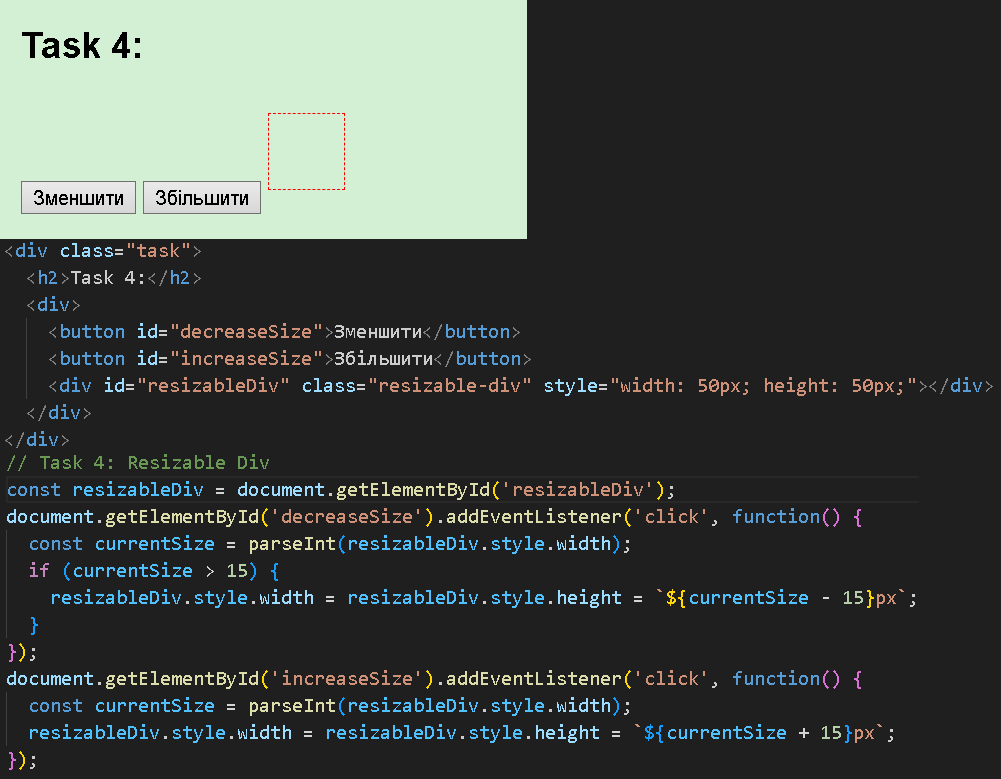 Task 4:
Зменшити Збільшити
<div class="task">
  <h2>Task 4:</h2>
  <div>
    <button id="decreaseSize">Зменшити</button>
    <button id="increaseSize">Збільшити</button>
    <div id="resizableDiv" class="resizable-div" style="width: 50px; height: 50px;"></div>
  </div>
</div>
// Task 4: Resizable Div
const resizableDiv = document.getElementById('resizableDiv');
document.getElementById('decreaseSize').addEventListener('click', function() {
  const currentSize = parseInt(resizableDiv.style.width);
  if (currentSize > 15) {
    resizableDiv.style.width = resizableDiv.style.height = `${currentSize - 15}px`;
  }
});
document.getElementById('increaseSize').addEventListener('click', function() {
  const currentSize = parseInt(resizableDiv.style.width);
  resizableDiv.style.width = resizableDiv.style.height = `${currentSize + 15}px`;
});